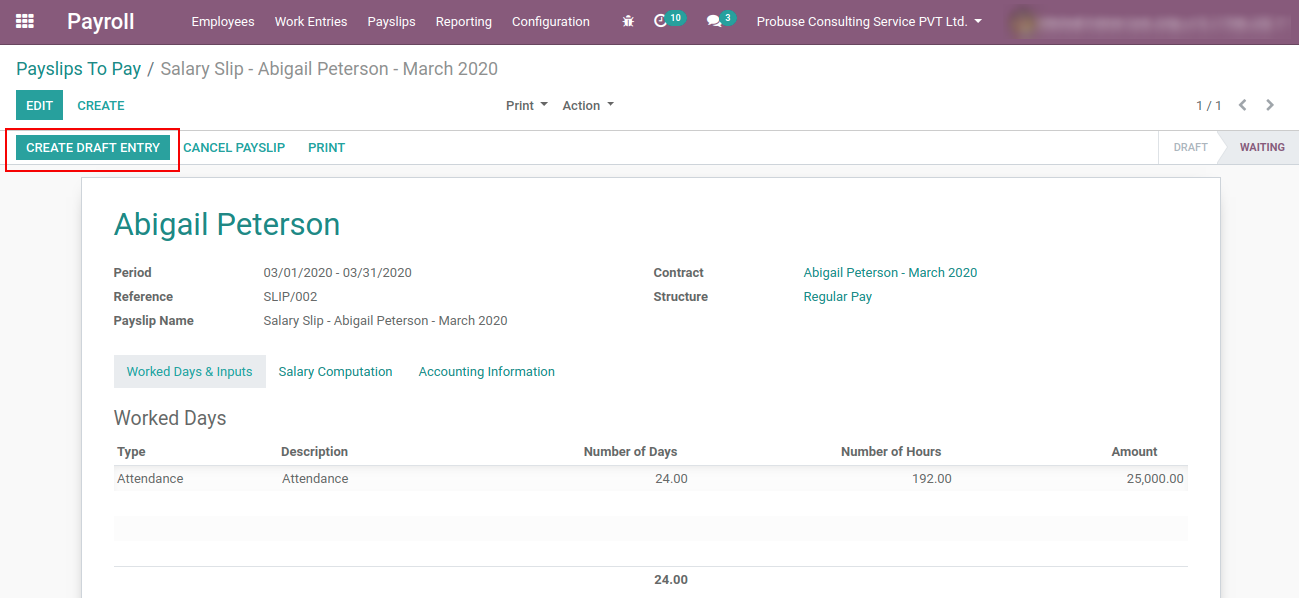 Payroll Employees Work Entries Payslips Reporting Configuration 10 3 Probuse Consulting Service PVT Ltd.
Payslips To Pay / Salary Slip - Abigail Peterson - March 2020
EDIT CREATE Print Action 1 / 1
CREATE DRAFT ENTRY CANCEL PAYSLIP PRINT DRAFT WAITING
Abigail Peterson
Period 03/01/2020 - 03/31/2020 Contract Abigail Peterson - March 2020
Reference SLIP/002 Structure Regular Pay
Payslip Name Salary Slip - Abigail Peterson - March 2020
Worked Days & Inputs Salary Computation Accounting Information
Worked Days
Type Description Number of Days Number of Hours Amount
Attendance Attendance 24.00 192.00 25,000.00
24.00